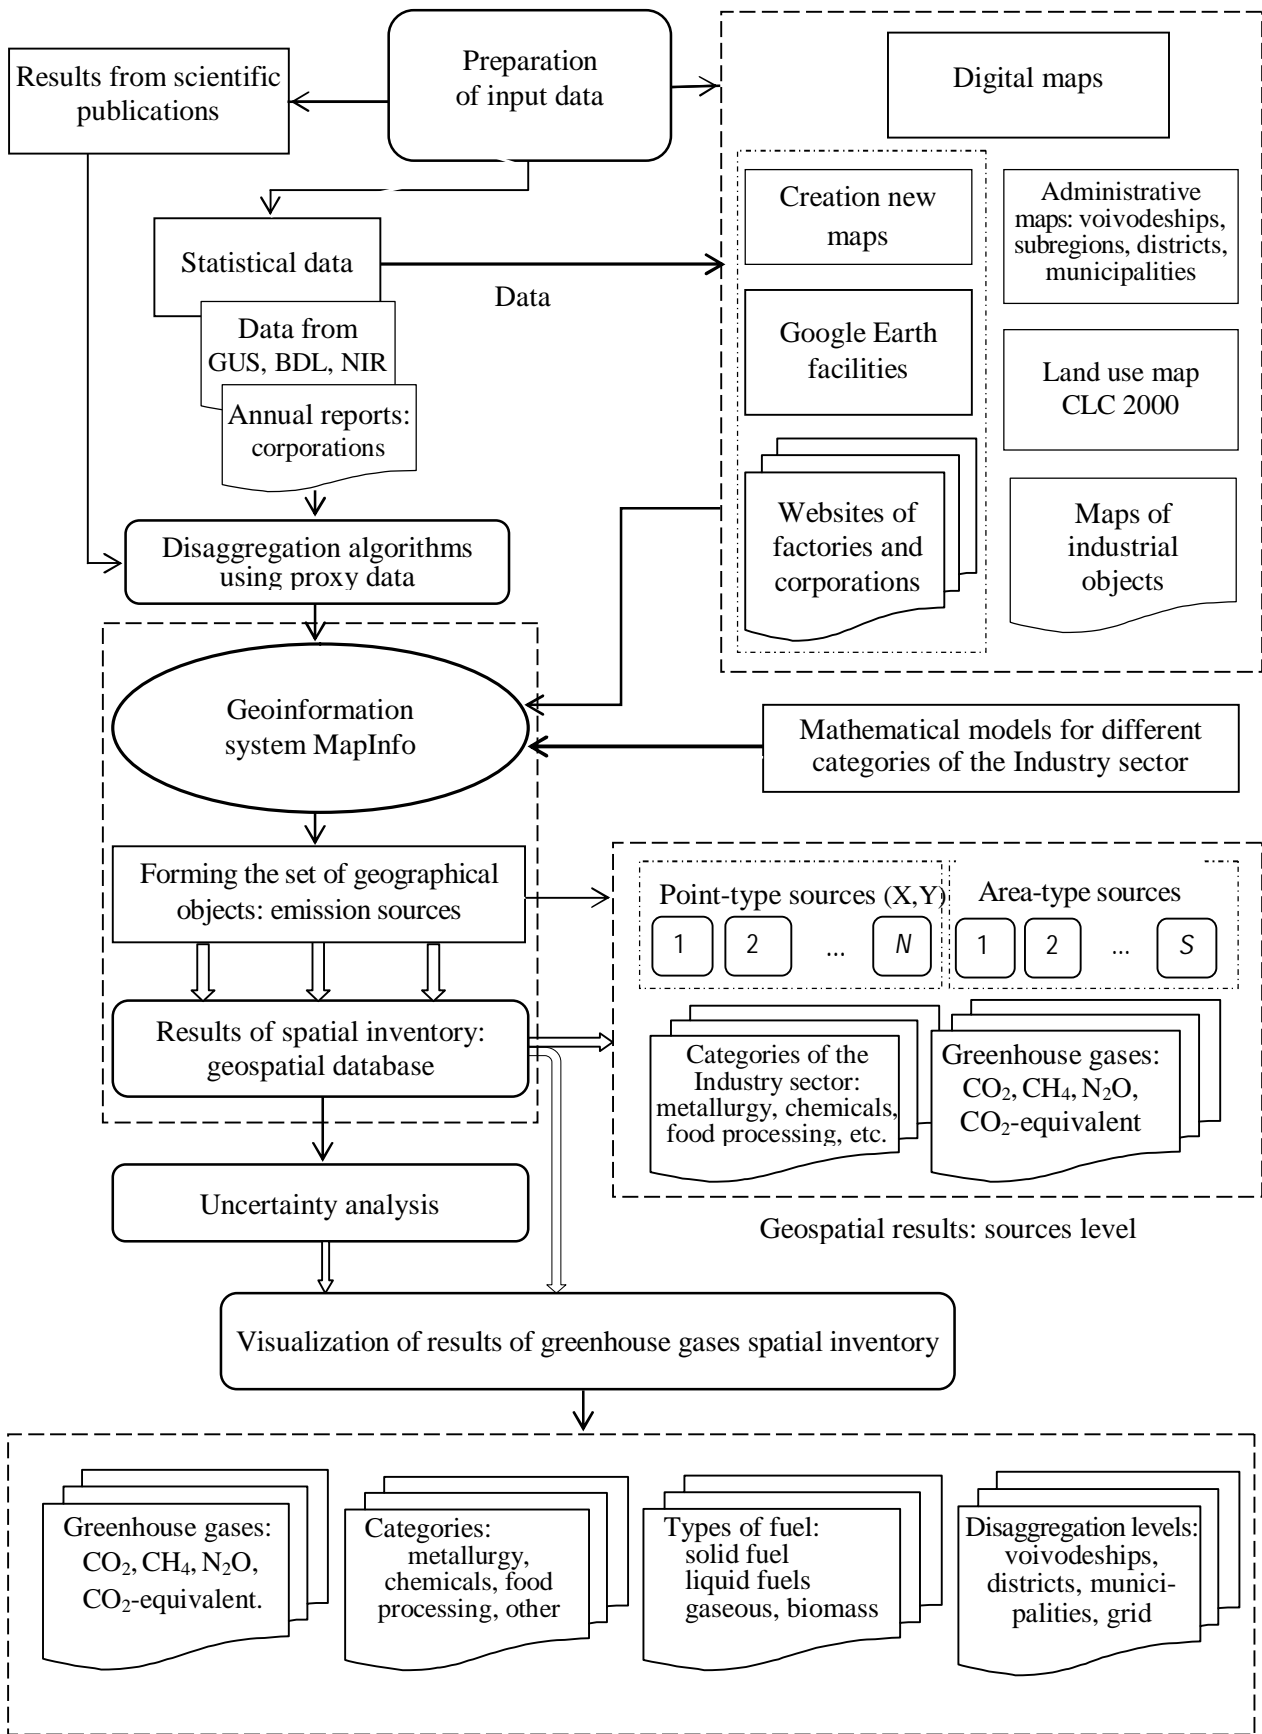 Preparation
of input data
Results from scientific
publications
Digital maps
Creation new
maps
Administrative
maps: voivodeships,
subregions, districts,
municipalities
Statistical data
Data
Data from
GUS, BDL, NIR
Annual reports:
corporations
Google Earth
facilities
Land use map
CLC 2000
Websites of
factories and
corporations
Maps of
industrial
objects
Disaggregation algorithms
using proxy data
Geoinformation
system MapInfo
Mathematical models for different
categories of the Industry sector
Forming the set of geographical
objects: emission sources
Point-type sources (X,Y)
1 2 ... N
Area-type sources
1 2 ... S
Results of spatial inventory:
geospatial database
Categories of the
Industry sector:
metallurgy, chemicals,
food processing, etc.
Greenhouse gases:
CO₂, CH₄, N₂O,
CO₂-equivalent
Uncertainty analysis
Geospatial results: sources level
Visualization of results of greenhouse gases spatial inventory
Greenhouse gases:
CO₂, CH₄, N₂O,
CO₂-equivalent.
Categories:
metallurgy,
chemicals, food
processing, other
Types of fuel:
solid fuel
liquid fuels
gaseous, biomass
Disaggregation levels:
voivodeships,
districts, munici-
palities, grid